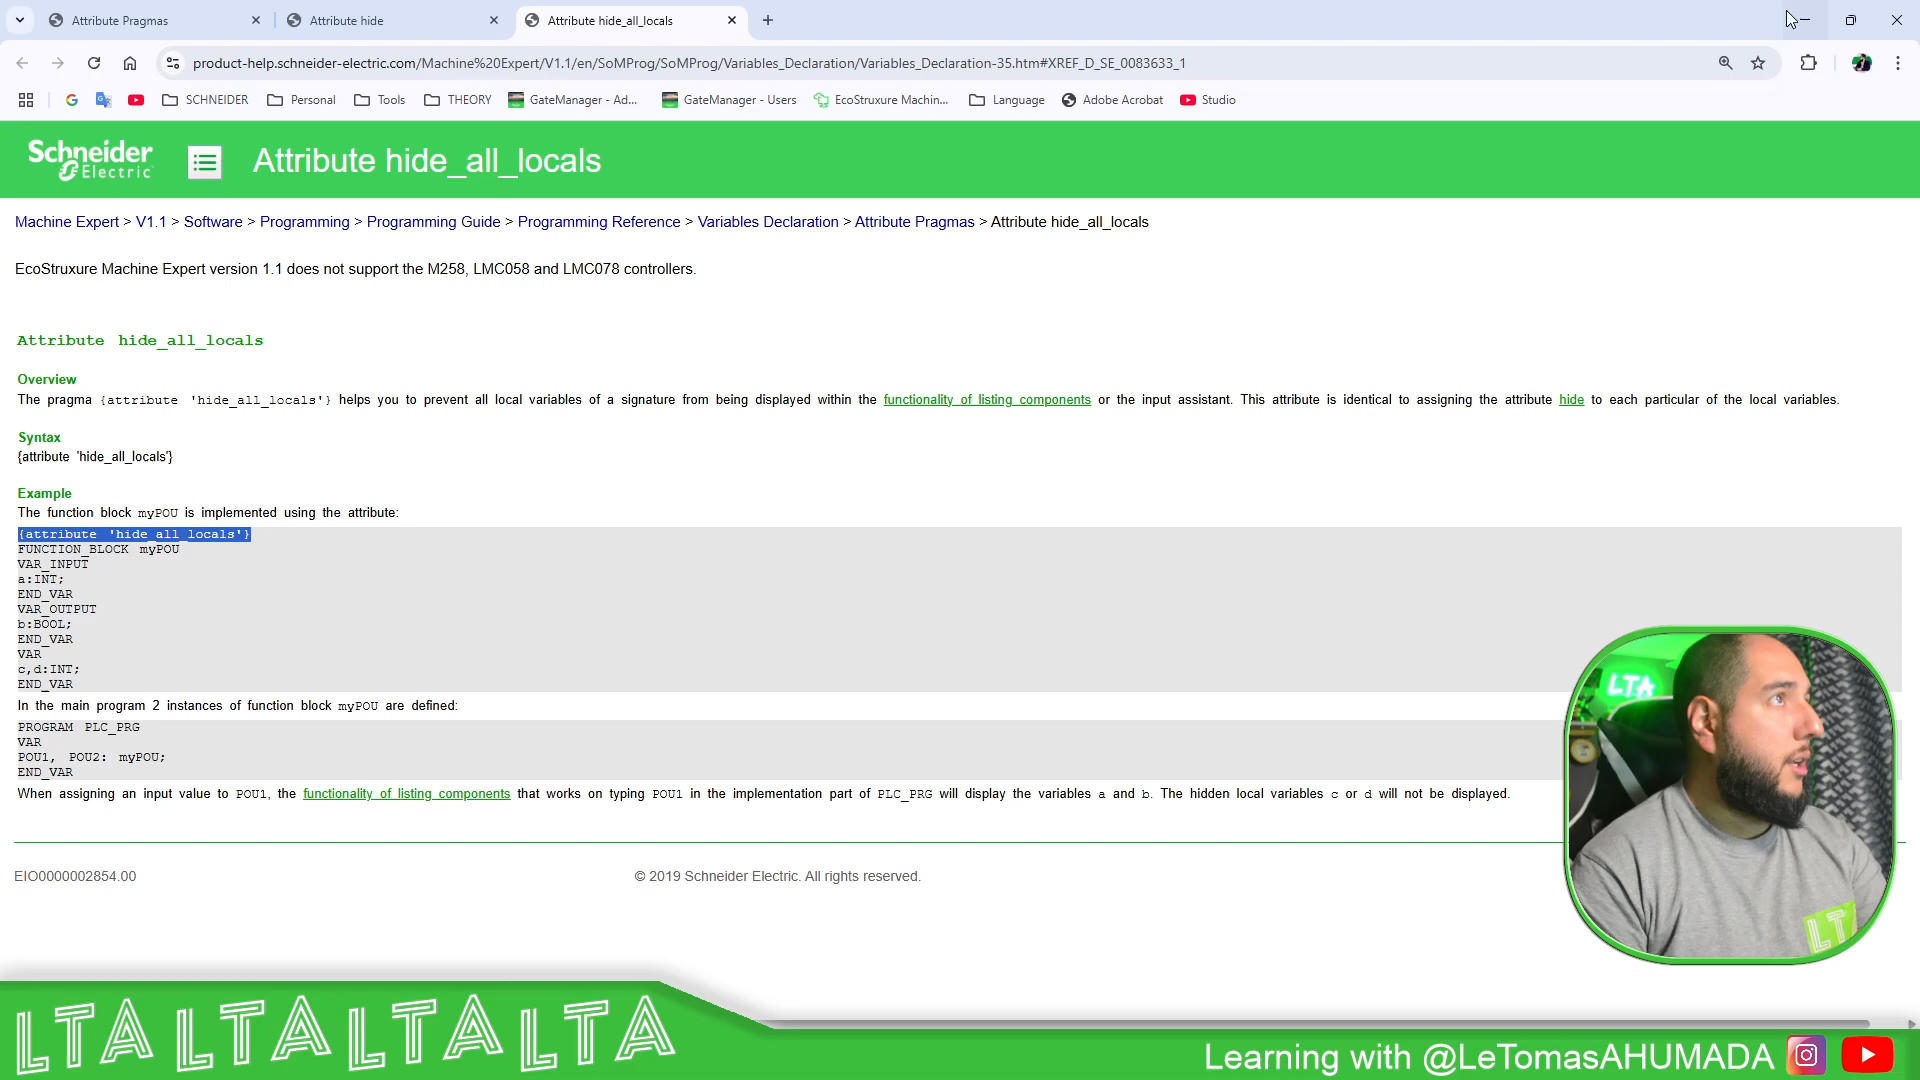 Attribute Pragmas
Attribute hide
Attribute hide_all_locals
product-help.schneider-electric.com/Machine%20Expert/V1.1/en/SoMProg/SoMProg/Variables_Declaration/Variables_Declaration-35.htm#XREF_D_SE_0083633_1
SCHNEIDER
Personal
Tools
THEORY
GateManager - Ad...
GateManager - Users
EcoStruxure Machin...
Language
Adobe Acrobat
Studio
Schneider
Electric
Attribute hide_all_locals
Machine Expert > V1.1 > Software > Programming > Programming Guide > Programming Reference > Variables Declaration > Attribute Pragmas > Attribute hide_all_locals
EcoStruxure Machine Expert version 1.1 does not support the M258, LMC058 and LMC078 controllers.
Attribute hide_all_locals
Overview
The pragma {attribute 'hide_all_locals'} helps you to prevent all local variables of a signature from being displayed within the functionality of listing components or the input assistant. This attribute is identical to assigning the attribute hide to each particular of the local variables.
Syntax
{attribute 'hide_all_locals'}
Example
The function block myPOU is implemented using the attribute:
{attribute 'hide_all_locals'}
FUNCTION_BLOCK myPOU
VAR_INPUT
a:INT;
END_VAR
VAR_OUTPUT
b:BOOL;
END_VAR
VAR
c,d:INT;
END_VAR
In the main program 2 instances of function block myPOU are defined:
PROGRAM PLC_PRG
VAR
POU1, POU2: myPOU;
END_VAR
When assigning an input value to POU1, the functionality of listing components that works on typing POU1 in the implementation part of PLC_PRG will display the variables a and b. The hidden local variables c or d will not be displayed.
EIO0000002854.00
© 2019 Schneider Electric. All rights reserved.
LTA
LT
LTA LTA LTA LTA
Learning with @LeTomasAHUMADA